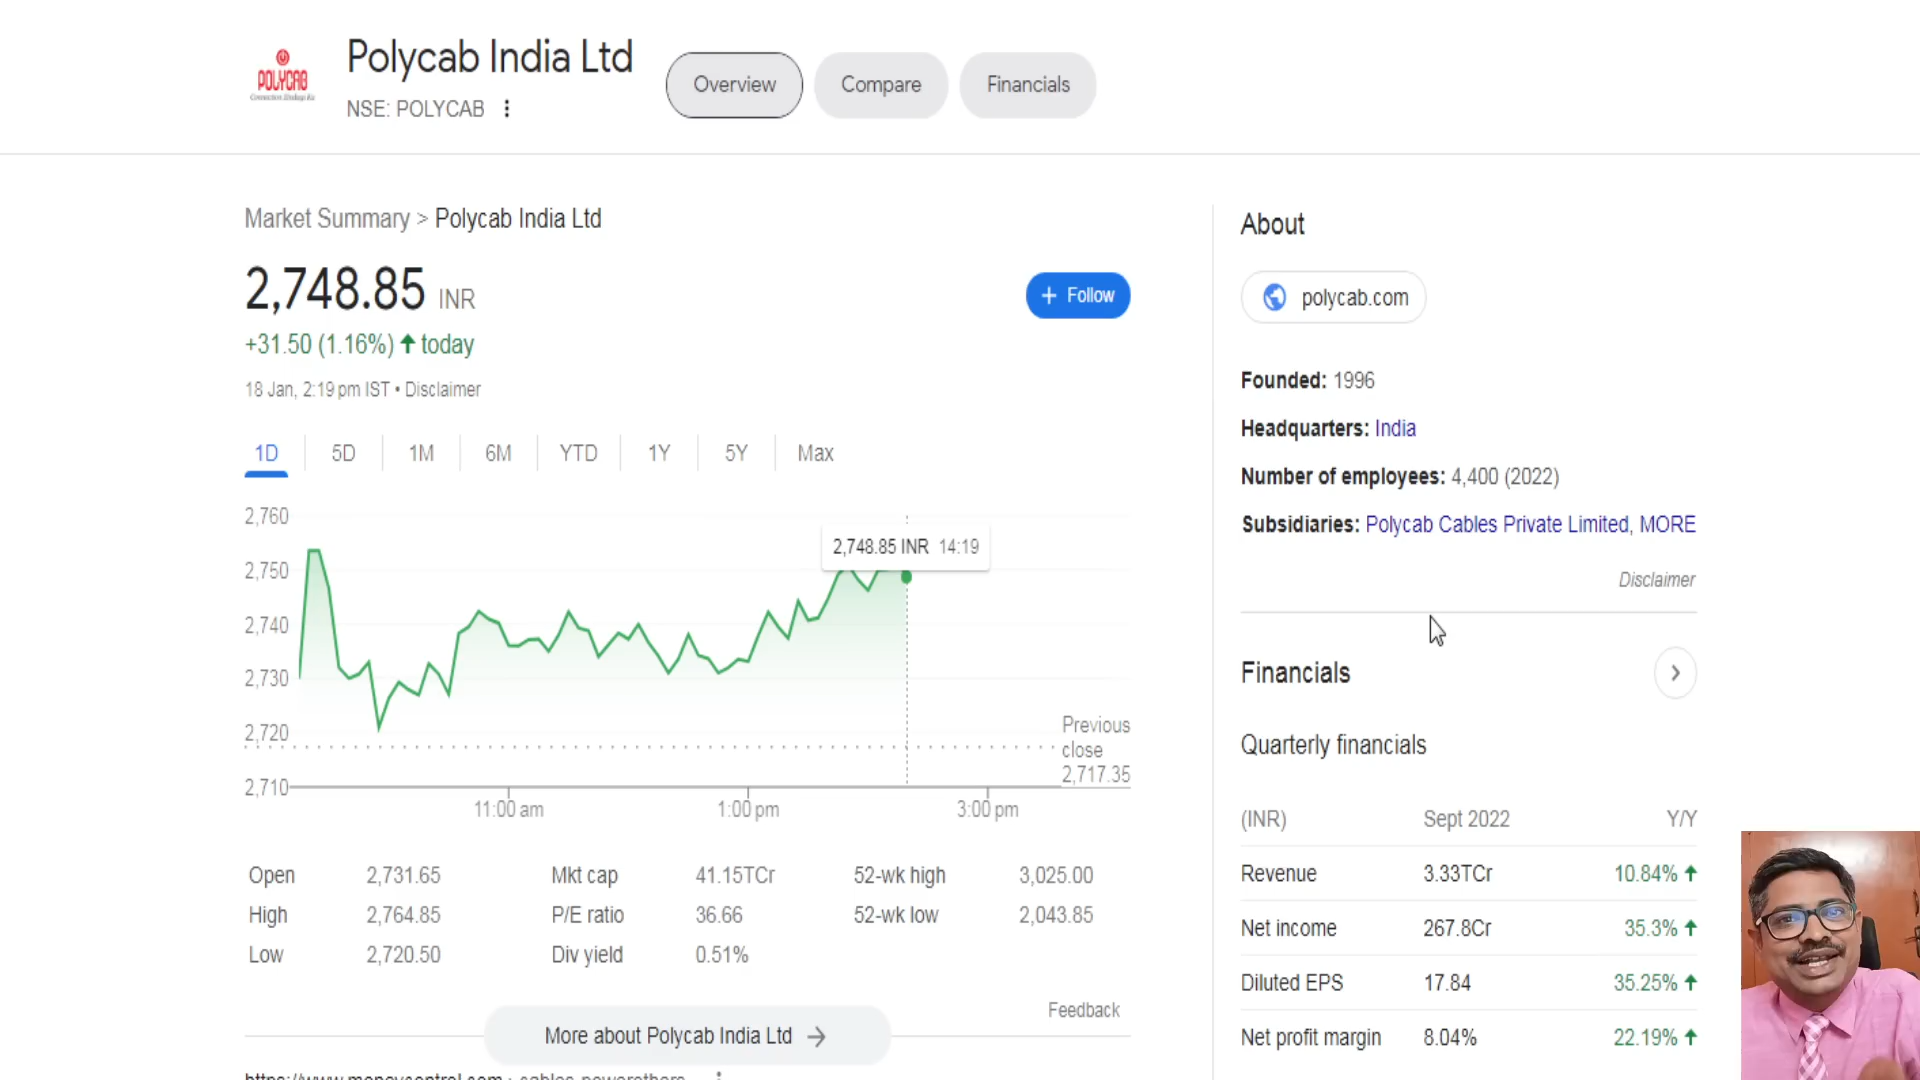 POLYCAB
Polycab India Ltd
NSE: POLYCAB
Overview
Compare
Financials
Market Summary > Polycab India Ltd
2,748.85 INR
+31.50 (1.16%) ↑ today
18 Jan, 2:19 pm IST • Disclaimer
+ Follow
1D 5D 1M 6M YTD 1Y 5Y Max
2,760
2,750
2,740
2,730
2,720
2,710
2,748.85 INR 14:19
Previous
close
2,717.35
11:00 am 1:00 pm 3:00 pm
Open 2,731.65 Mkt cap 41.15TCr 52-wk high 3,025.00
High 2,764.85 P/E ratio 36.66 52-wk low 2,043.85
Low 2,720.50 Div yield 0.51%
Feedback
More about Polycab India Ltd →
About
polycab.com
Founded: 1996
Headquarters: India
Number of employees: 4,400 (2022)
Subsidiaries: Polycab Cables Private Limited, MORE
Disclaimer
Financials
Quarterly financials
(INR) Sept 2022 Y/Y
Revenue 3.33TCr 10.84% ↑
Net income 267.8Cr 35.3% ↑
Diluted EPS 17.84 35.25% ↑
Net profit margin 8.04% 22.19% ↑